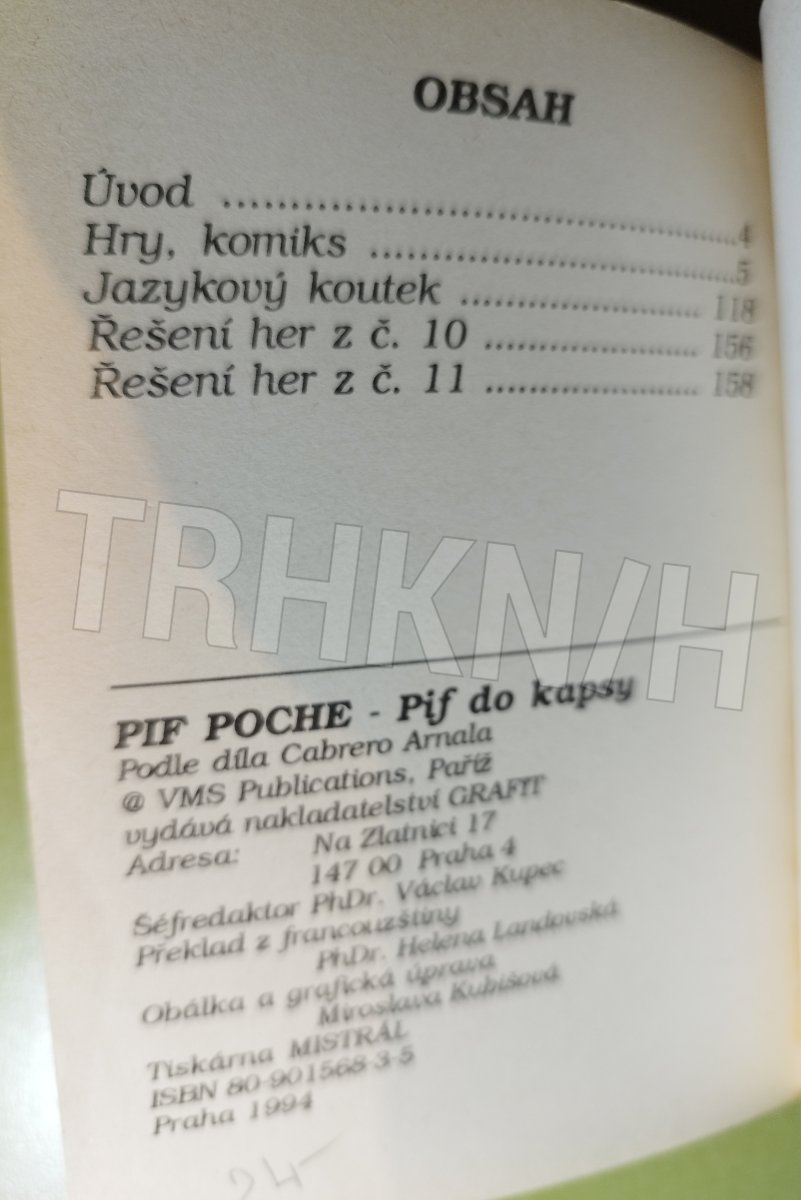 OBSAH
Úvod ........................................4
Hry, komiks ..............................5
Jazykový koutek ..................... 118
Řešení her z č. 10 ................... 156
Řešení her z č. 11 ................... 158
TRHKN/H
PIF POCHE - Pif do kapsy
Podle díla Cabrero Arnala
@ VMS Publications, Paříž
vydává nakladatelství GRAFIT
Adresa: Na Zlatnici 17
147 00 Praha 4
Šéfredaktor PhDr. Václav Kupec
Překlad z francouzštiny
PhDr. Helena Landovská
Obálka a grafická úprava
Miroslava Kubišová
Tiskárna MISTRÁL
ISBN 80-901568-3-5
Praha 1994
24-